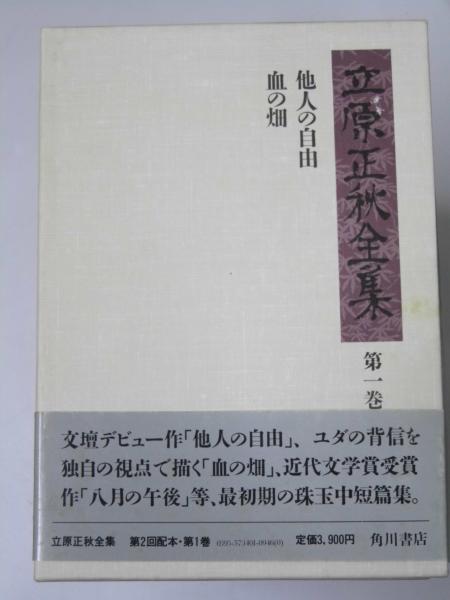 立原正秋全集
第一巻
他人の自由
血の畑
文壇デビュー作「他人の自由」、ユダの背信を
独自の視点で描く「血の畑」、近代文学賞受賞
作「八月の午後」等、最初期の珠玉中短篇集。
立原正秋全集 第2回配本・第1巻 0393-573401-0946(0) 定価3,900円 角川書店